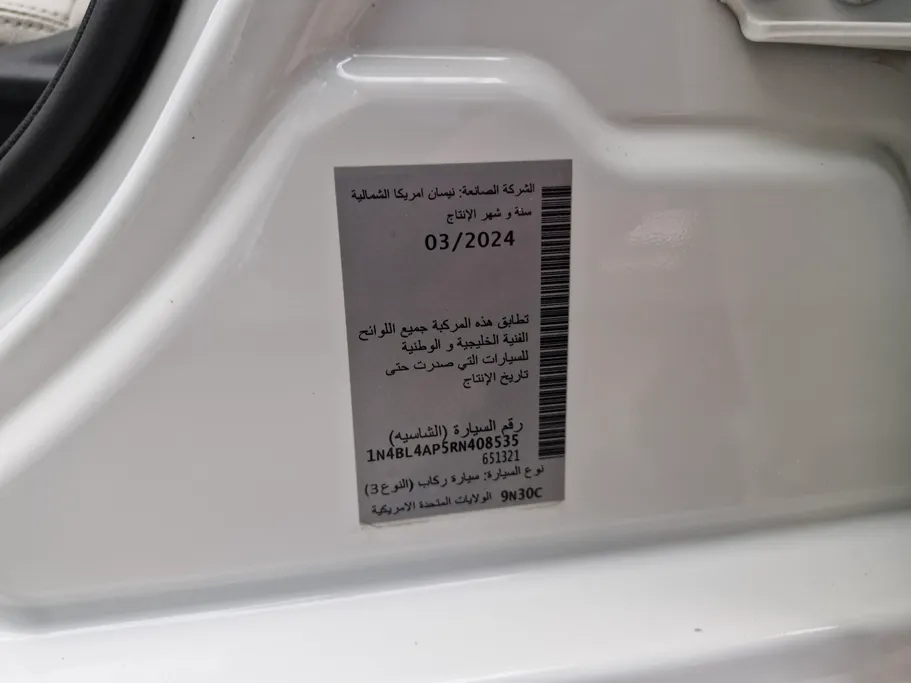 الشركة الصانعة: نيسان امريكا الشمالية
سنة و شهر الإنتاج
03/2024
تطابق هذه المركبة جميع اللوائح
الفنية الخليجية و الوطنية
للسيارات التي صدرت حتى
تاريخ الإنتاج
رقم السيارة (الشاسيه)
1N4BL4AP5RN408535
651321
نوع السيارة: سيارة ركاب (النوع 3)
9N30C الولايات المتحدة الامريكية